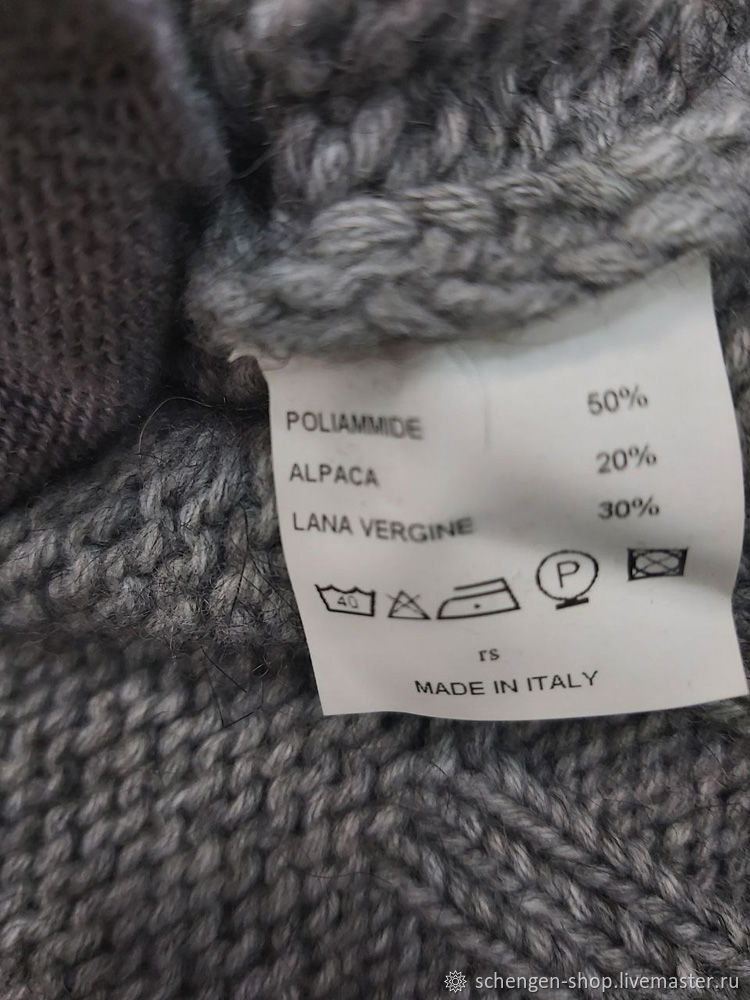 POLIAMMIDE 50%
ALPACA 20%
LANA VERGINE 30%
40 P
rs
MADE IN ITALY
schengen-shop.livemaster.ru